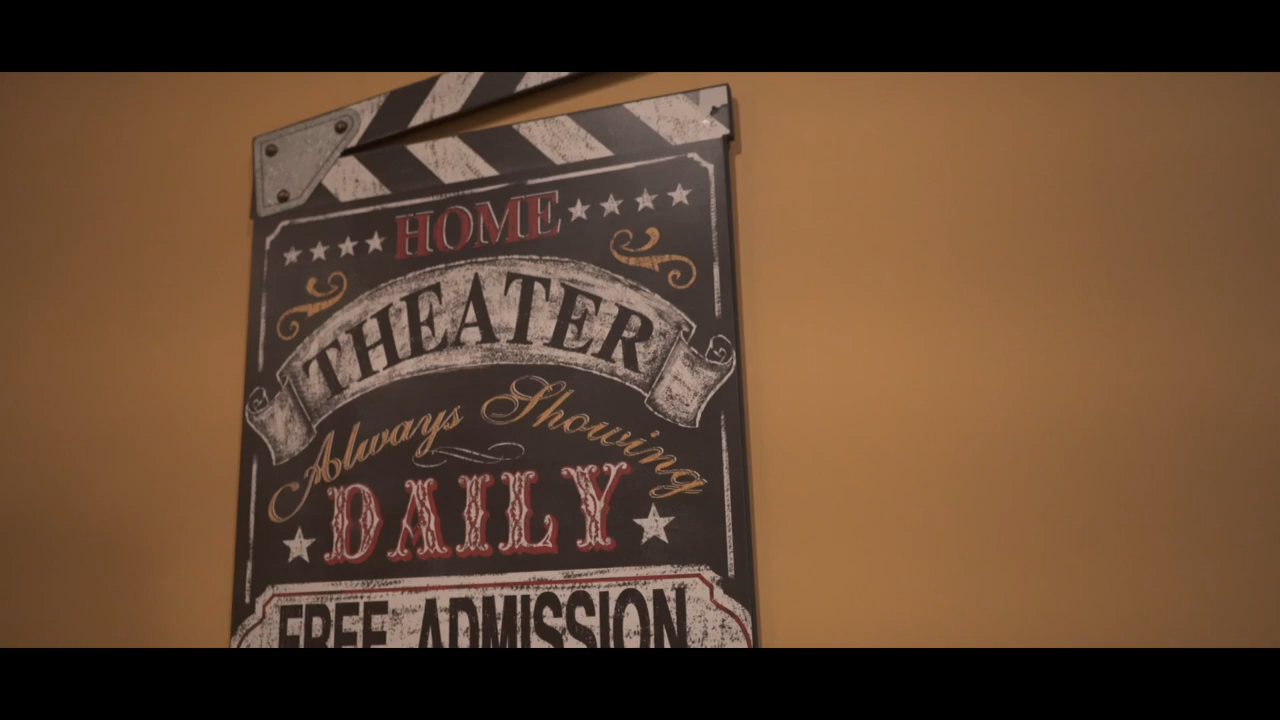 HOME
THEATER
Always Showing
DAILY
FREE ADMISSION